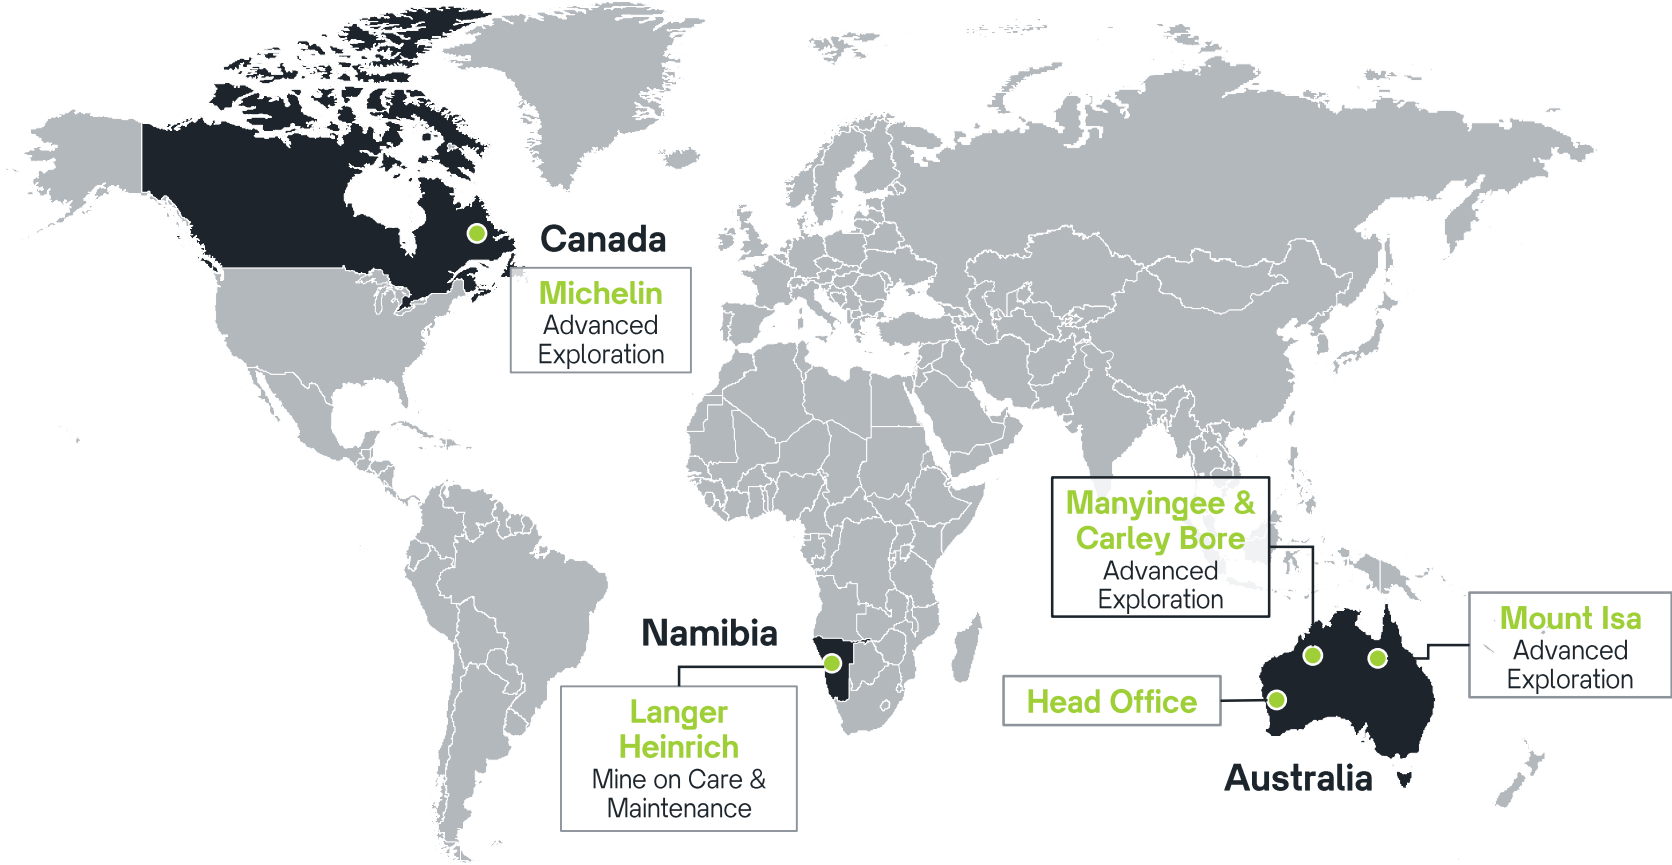 Canada
Michelin
Advanced
Exploration
Namibia
Langer
Heinrich
Mine on Care &
Maintenance
Manyingee &
Carley Bore
Advanced
Exploration
Mount Isa
Advanced
Exploration
Head Office
Australia